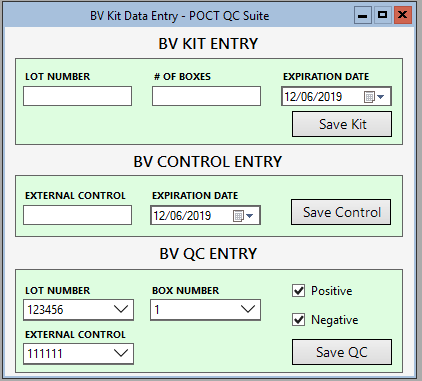 BV Kit Data Entry - POCT QC Suite
BV KIT ENTRY
LOT NUMBER # OF BOXES EXPIRATION DATE
12/06/2019
Save Kit
BV CONTROL ENTRY
EXTERNAL CONTROL EXPIRATION DATE
12/06/2019 Save Control
BV QC ENTRY
LOT NUMBER BOX NUMBER Positive
123456 1
Negative
EXTERNAL CONTROL
111111 Save QC